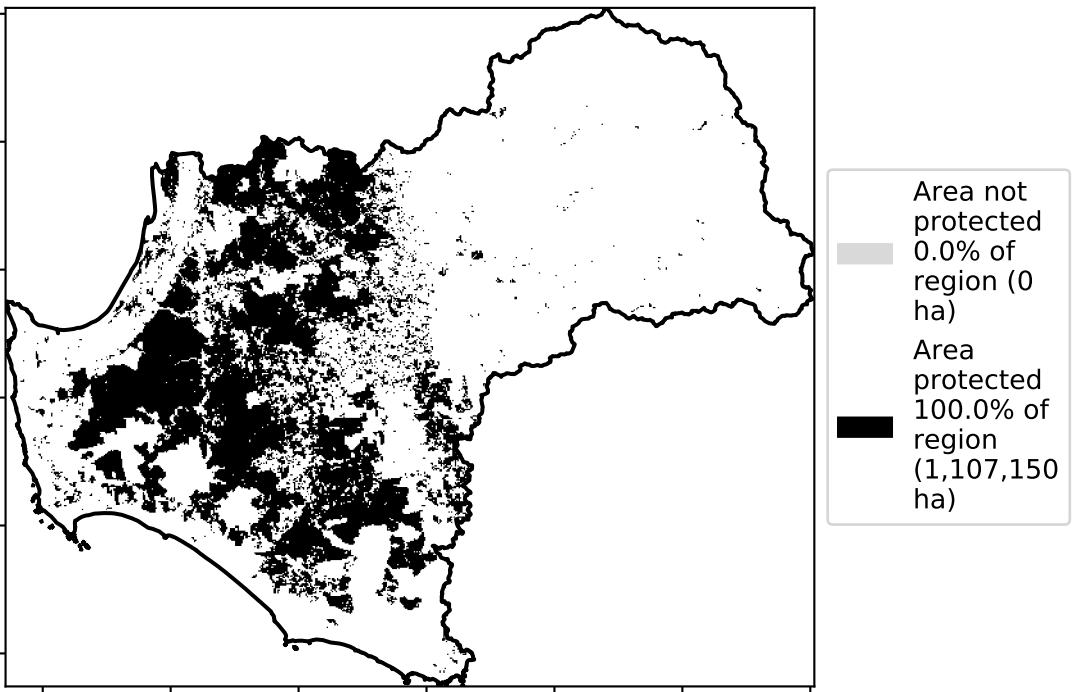 Area not
protected
0.0% of
region (0
ha)
Area
protected
100.0% of
region
(1,107,150
ha)